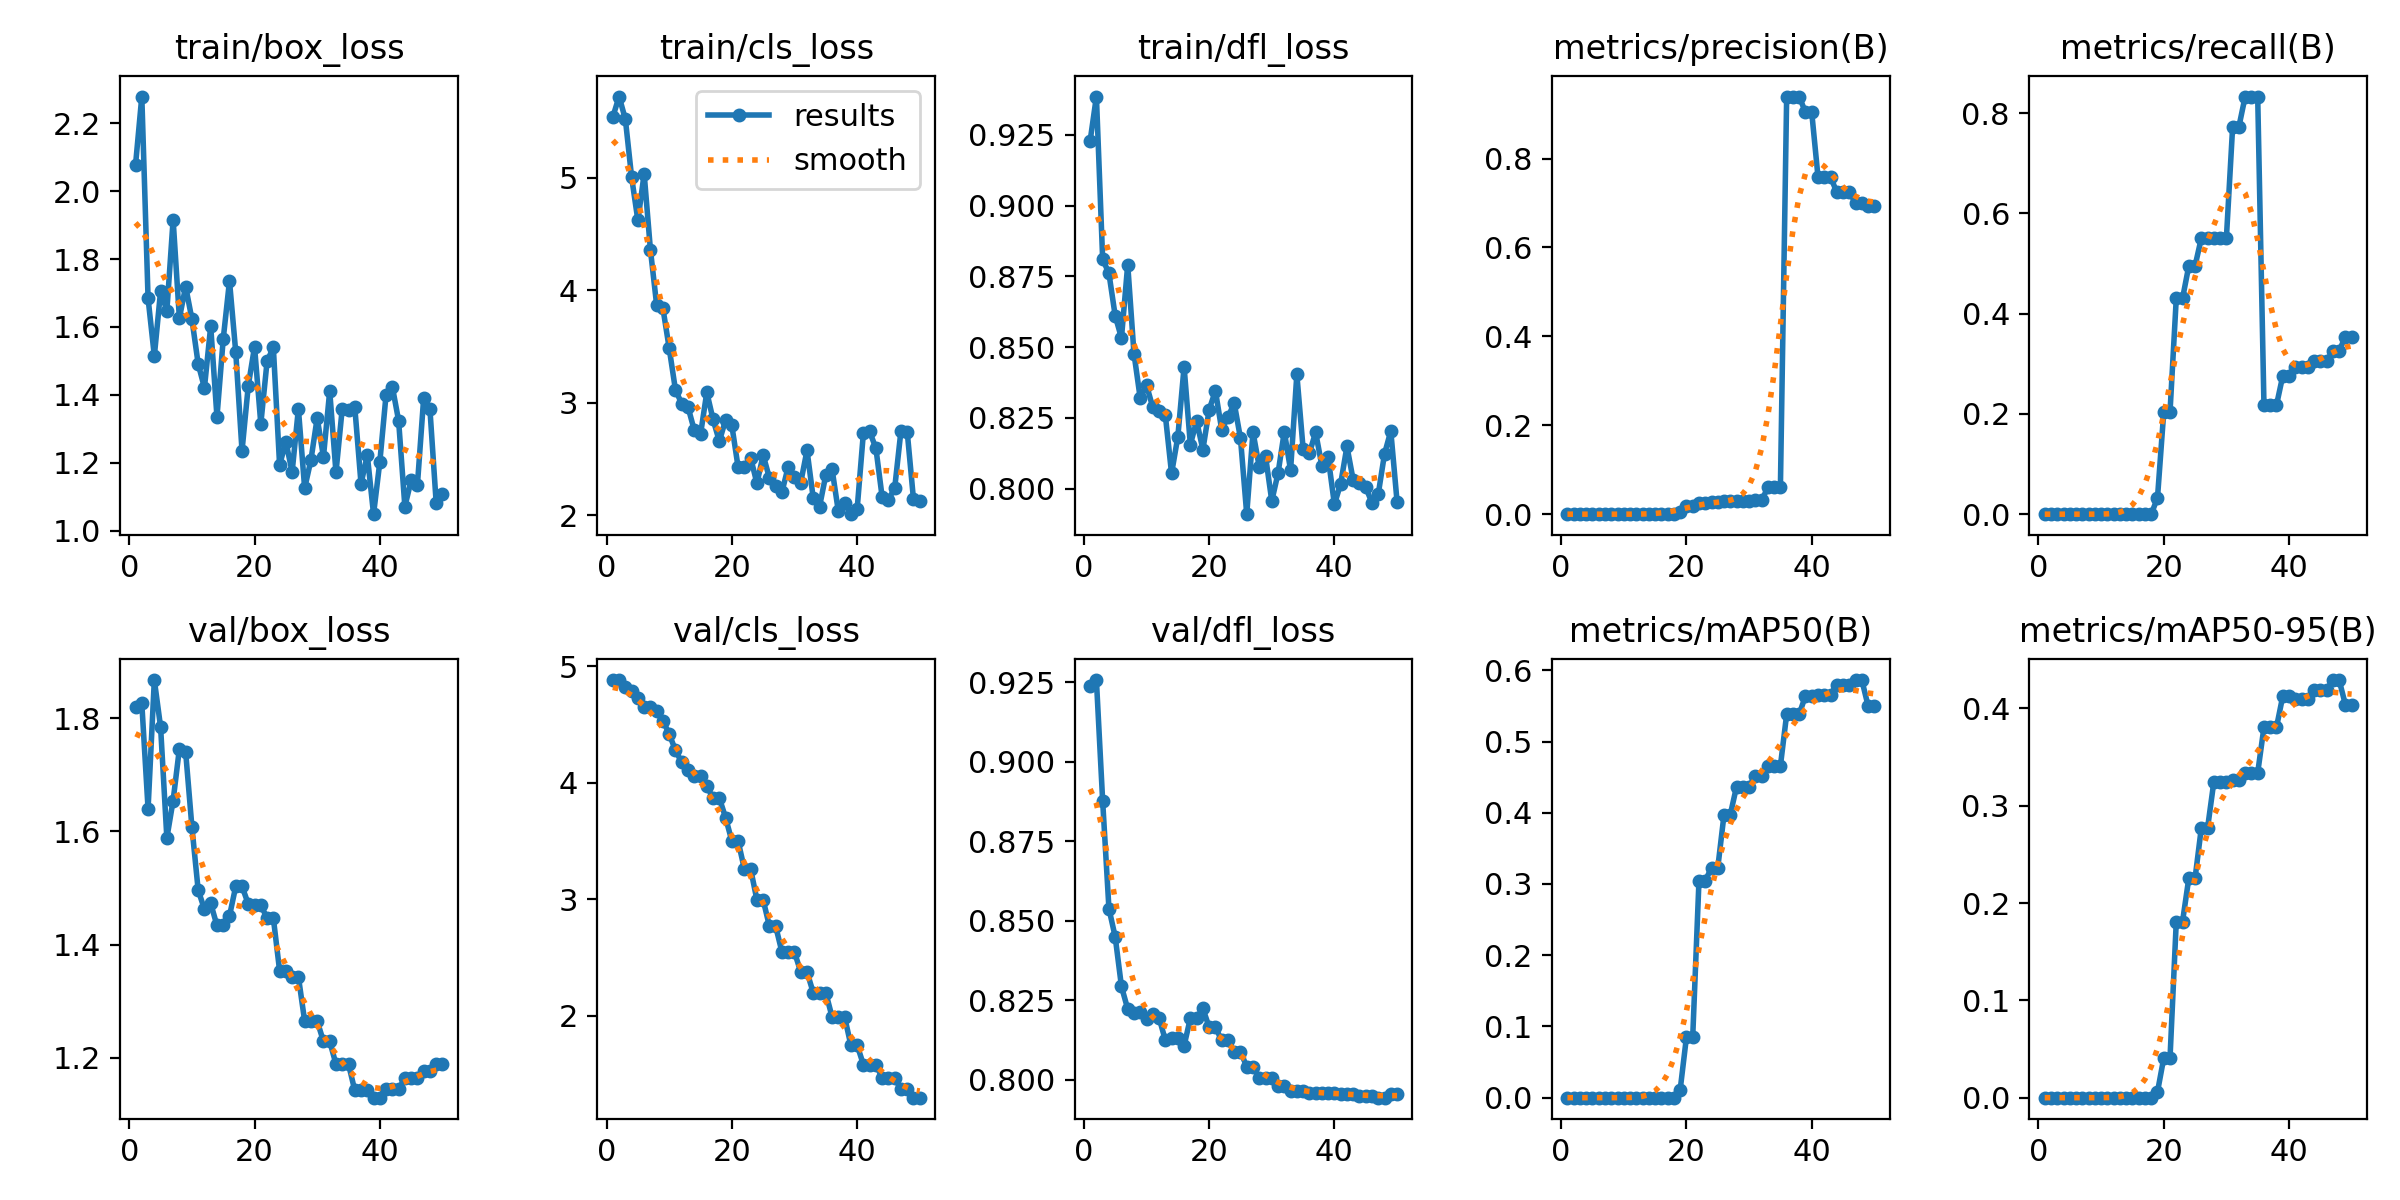 train/box_loss
2.2
2.0
1.8
1.6
1.4
1.2
1.0
0 20 40
train/cls_loss
results
smooth
5
4
3
2
0 20 40
train/dfl_loss
0.925
0.900
0.875
0.850
0.825
0.800
0 20 40
metrics/precision(B)
0.8
0.6
0.4
0.2
0.0
0 20 40
metrics/recall(B)
0.8
0.6
0.4
0.2
0.0
0 20 40
val/box_loss
1.8
1.6
1.4
1.2
0 20 40
val/cls_loss
5
4
3
2
0 20 40
val/dfl_loss
0.925
0.900
0.875
0.850
0.825
0.800
0 20 40
metrics/mAP50(B)
0.6
0.5
0.4
0.3
0.2
0.1
0.0
0 20 40
metrics/mAP50-95(B)
0.4
0.3
0.2
0.1
0.0
0 20 40